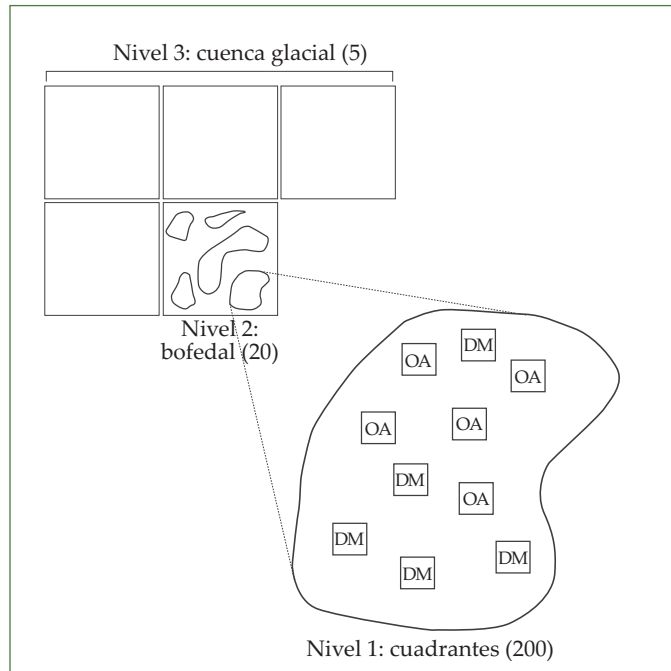 Nivel 3: cuenca glacial (5)
Nivel 2:
bofedal (20)
DM
OA
OA
OA
OA
DM
OA
DM
DM
DM
Nivel 1: cuadrantes (200)